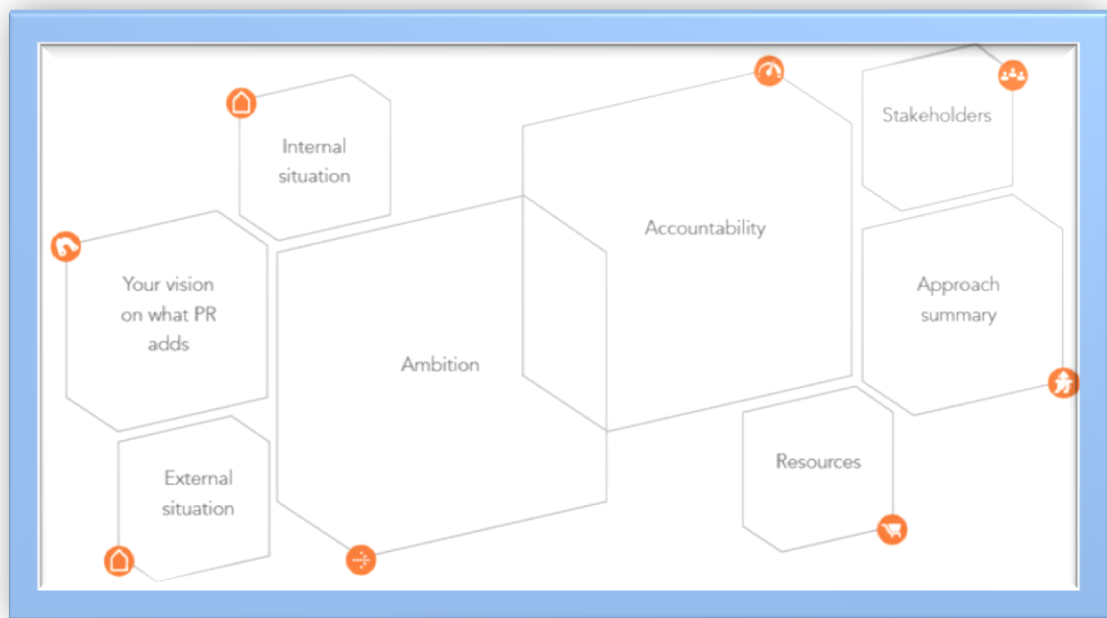 Internal
situation
Your vision
on what PR
adds
External
situation
Ambition
Accountability
Stakeholders
Approach
summary
Resources